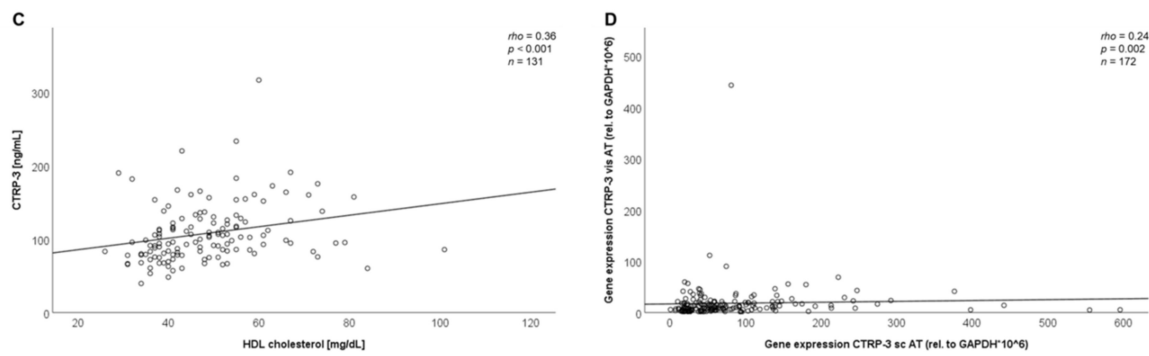 C
rho = 0.36
p < 0.001
n = 131
CTRP-3 [ng/mL]
300
200
100
0
20 40 60 80 100 120
HDL cholesterol [mg/dL]
D
rho = 0.24
p = 0.002
n = 172
Gene expression CTRP-3 vis AT (rel. to GAPDH*10^6)
500
400
300
200
100
0
0 100 200 300 400 500 600
Gene expression CTRP-3 sc AT (rel. to GAPDH*10^6)